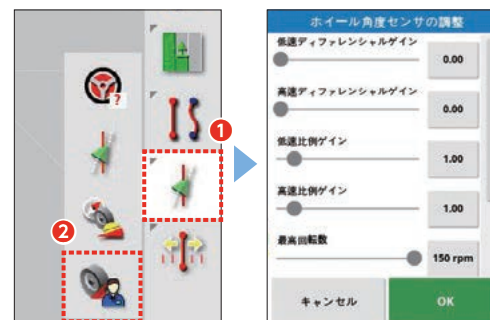 ?
1
2
ホイール角度センサの調整
低速ディファレンシャルゲイン
0.00
高速ディファレンシャルゲイン
0.00
低速比例ゲイン
1.00
高速比例ゲイン
1.00
最高回転数
150 rpm
キャンセル
OK